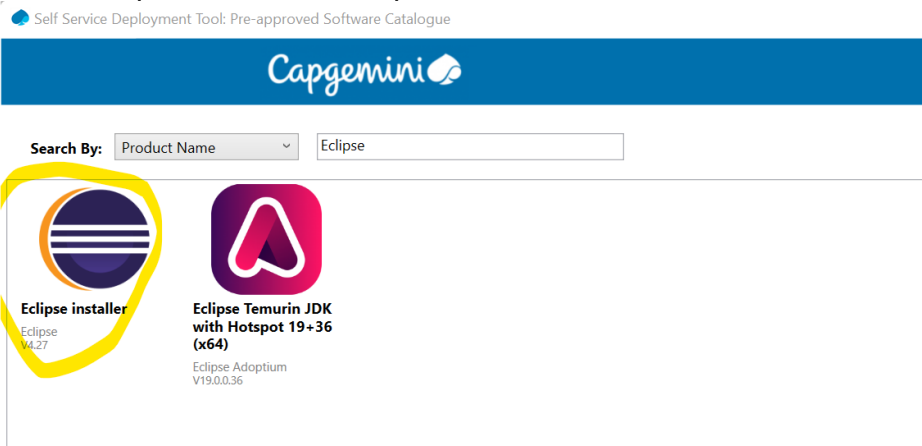 Self Service Deployment Tool: Pre-approved Software Catalogue
Capgemini
Search By: Product Name Eclipse
Eclipse installer
Eclipse
V4.27
Eclipse Temurin JDK
with Hotspot 19+36
(x64)
Eclipse Adoptium
V19.0.0.36